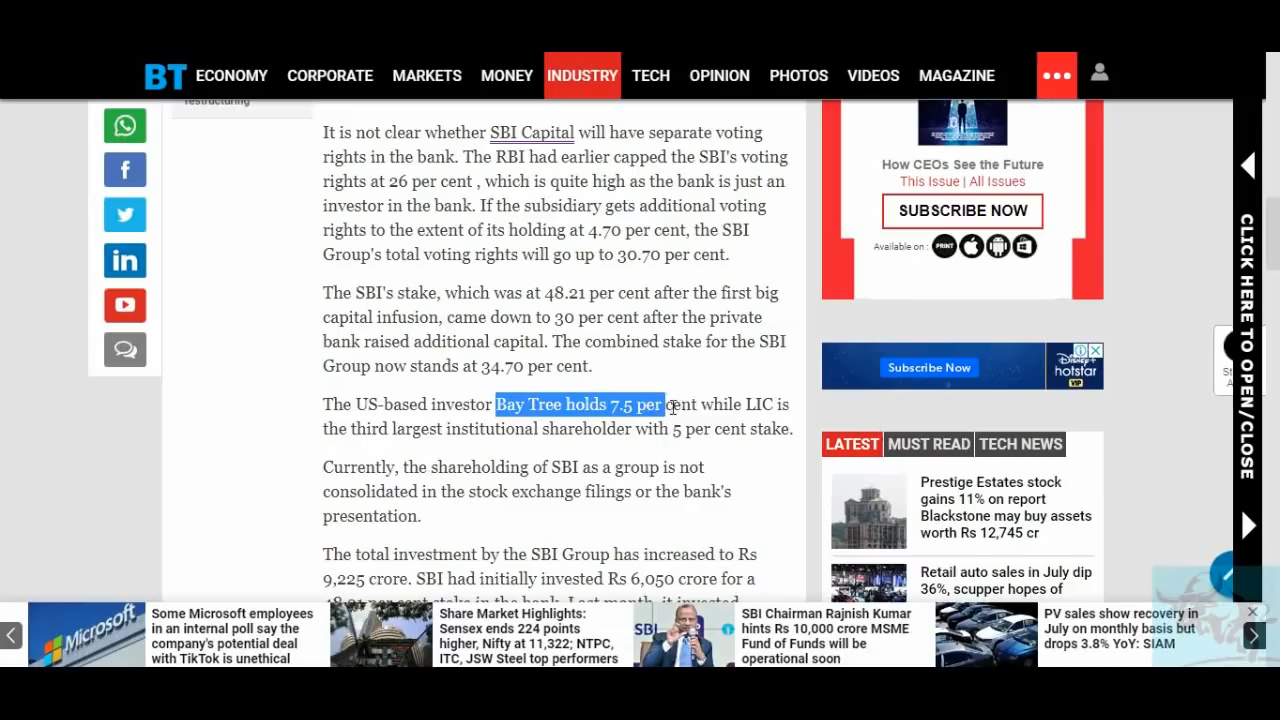 BT ECONOMY CORPORATE MARKETS MONEY INDUSTRY TECH OPINION PHOTOS VIDEOS MAGAZINE
restructuring
It is not clear whether SBI Capital will have separate voting
rights in the bank. The RBI had earlier capped the SBI's voting
rights at 26 per cent , which is quite high as the bank is just an
investor in the bank. If the subsidiary gets additional voting
rights to the extent of its holding at 4.70 per cent, the SBI
Group's total voting rights will go up to 30.70 per cent.
The SBI's stake, which was at 48.21 per cent after the first big
capital infusion, came down to 30 per cent after the private
bank raised additional capital. The combined stake for the SBI
Group now stands at 34.70 per cent.
The US-based investor Bay Tree holds 7.5 per cent while LIC is
the third largest institutional shareholder with 5 per cent stake.
Currently, the shareholding of SBI as a group is not
consolidated in the stock exchange filings or the bank's
presentation.
The total investment by the SBI Group has increased to Rs
9,225 crore. SBI had initially invested Rs 6,050 crore for a
How CEOs See the Future
This Issue | All Issues
SUBSCRIBE NOW
Available on : PRINT
Subscribe Now
Disney+
hotstar
VIP
LATEST MUST READ TECH NEWS
Prestige Estates stock
gains 11% on report
Blackstone may buy assets
worth Rs 12,745 cr
Retail auto sales in July dip
36%, scupper hopes of
CLICK HERE TO OPEN/CLOSE
Microsoft
Some Microsoft employees
in an internal poll say the
company's potential deal
with TikTok is unethical
Share Market Highlights:
Sensex ends 224 points
higher, Nifty at 11,322; NTPC,
ITC, JSW Steel top performers
SBI
SBI Chairman Rajnish Kumar
hints Rs 10,000 crore MSME
Fund of Funds will be
operational soon
PV sales show recovery in
July on monthly basis but
drops 3.8% YoY: SIAM